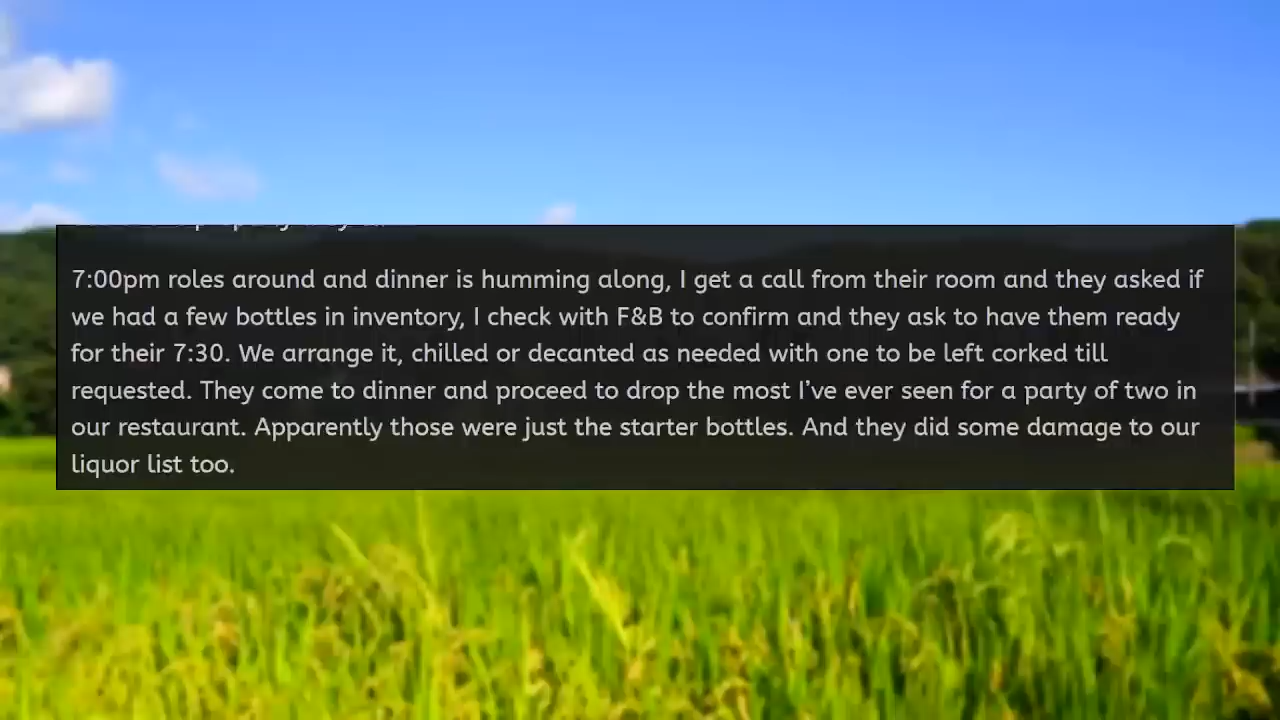 7:00pm roles around and dinner is humming along, I get a call from their room and they asked if
we had a few bottles in inventory, I check with F&B to confirm and they ask to have them ready
for their 7:30. We arrange it, chilled or decanted as needed with one to be left corked till
requested. They come to dinner and proceed to drop the most I’ve ever seen for a party of two in
our restaurant. Apparently those were just the starter bottles. And they did some damage to our
liquor list too.